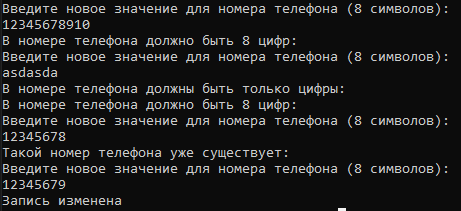 Введите новое значение для номера телефона (8 символов):
12345678910
В номере телефона должно быть 8 цифр:
Введите новое значение для номера телефона (8 символов):
asdasda
В номере телефона должны быть только цифры:
В номере телефона должно быть 8 цифр:
Введите новое значение для номера телефона (8 символов):
12345678
Такой номер телефона уже существует:
Введите новое значение для номера телефона (8 символов):
12345679
Запись изменена